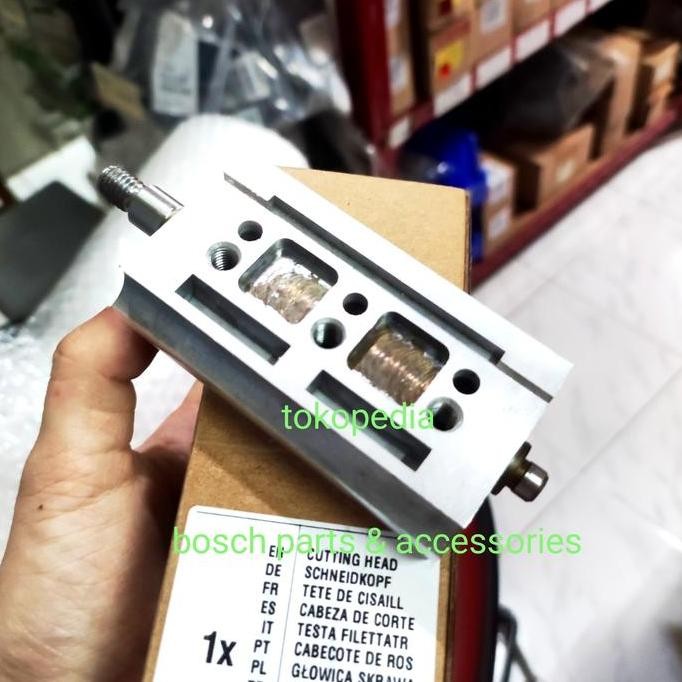 tokopedia
bosch parts & accessories
EN CUTTING HEAD
DE SCHNEIDKOPF
FR TETE DE CISAILL
ES CABEZA DE CORTE
IT TESTA FILETTATR
1x PT CABECOTE DE ROS
PL GŁOWICA SKRAWA